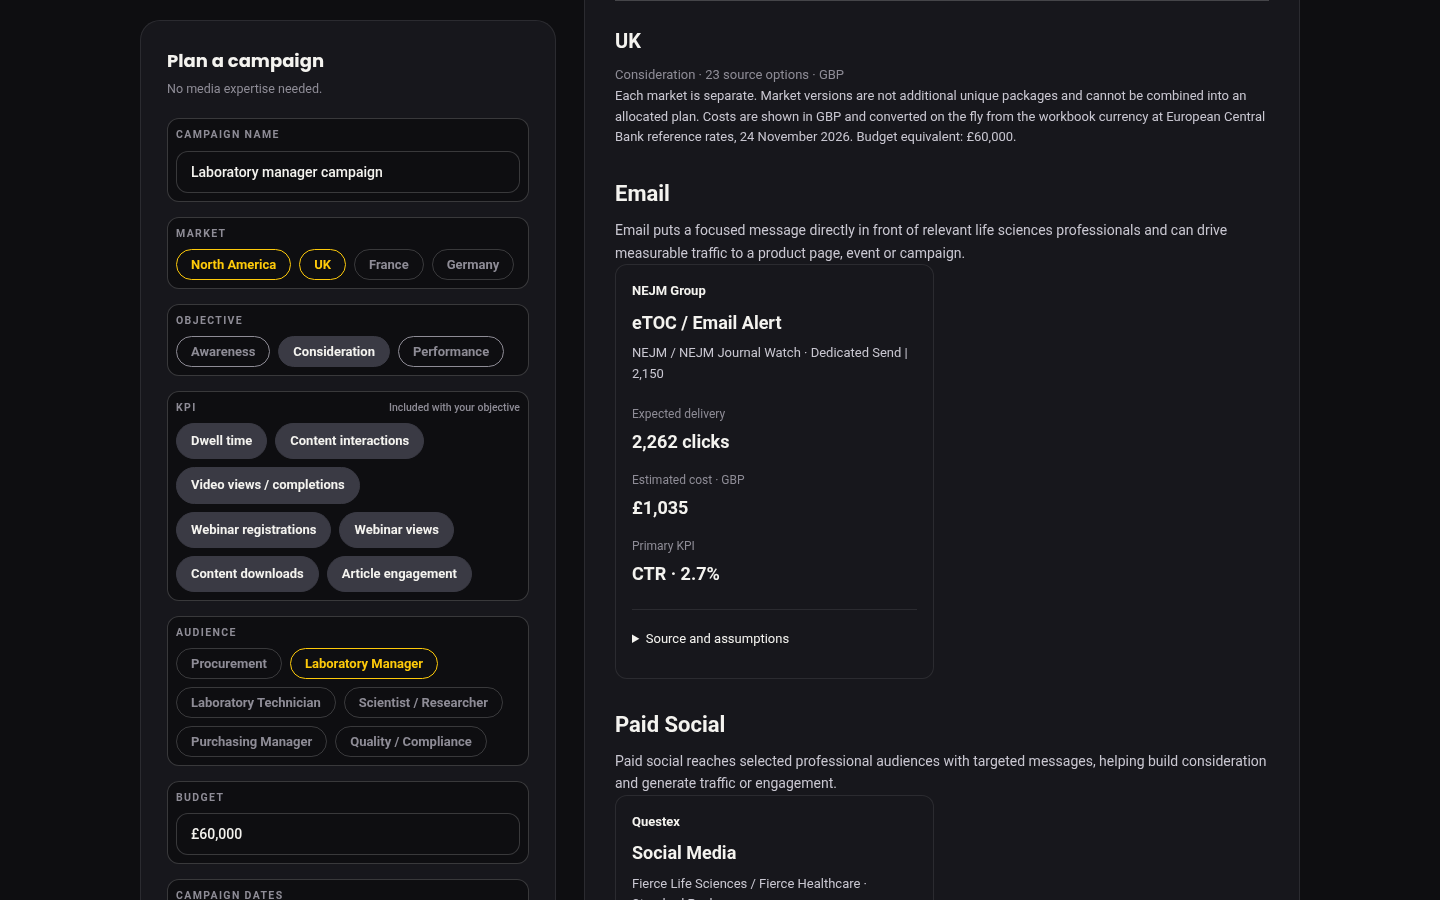 Plan a campaign
No media expertise needed.
CAMPAIGN NAME
Laboratory manager campaign
MARKET
North America
UK
France
Germany
OBJECTIVE
Awareness
Consideration
Performance
KPI
Included with your objective
Dwell time
Content interactions
Video views / completions
Webinar registrations
Webinar views
Content downloads
Article engagement
AUDIENCE
Procurement
Laboratory Manager
Laboratory Technician
Scientist / Researcher
Purchasing Manager
Quality / Compliance
BUDGET
£60,000
CAMPAIGN DATES
UK
Consideration · 23 source options · GBP
Each market is separate. Market versions are not additional unique packages and cannot be combined into an
allocated plan. Costs are shown in GBP and converted on the fly from the workbook currency at European Central
Bank reference rates, 24 November 2026. Budget equivalent: £60,000.
Email
Email puts a focused message directly in front of relevant life sciences professionals and can drive
measurable traffic to a product page, event or campaign.
NEJM Group
eTOC / Email Alert
NEJM / NEJM Journal Watch · Dedicated Send |
2,150
Expected delivery
2,262 clicks
Estimated cost · GBP
£1,035
Primary KPI
CTR · 2.7%
Source and assumptions
Paid Social
Paid social reaches selected professional audiences with targeted messages, helping build consideration
and generate traffic or engagement.
Questex
Social Media
Fierce Life Sciences / Fierce Healthcare ·